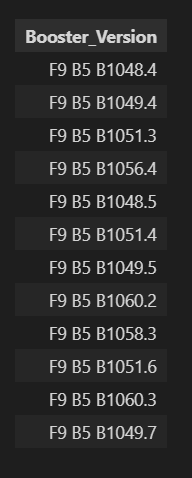 Booster_Version
F9 B5 B1048.4
F9 B5 B1049.4
F9 B5 B1051.3
F9 B5 B1056.4
F9 B5 B1048.5
F9 B5 B1051.4
F9 B5 B1049.5
F9 B5 B1060.2
F9 B5 B1058.3
F9 B5 B1051.6
F9 B5 B1060.3
F9 B5 B1049.7